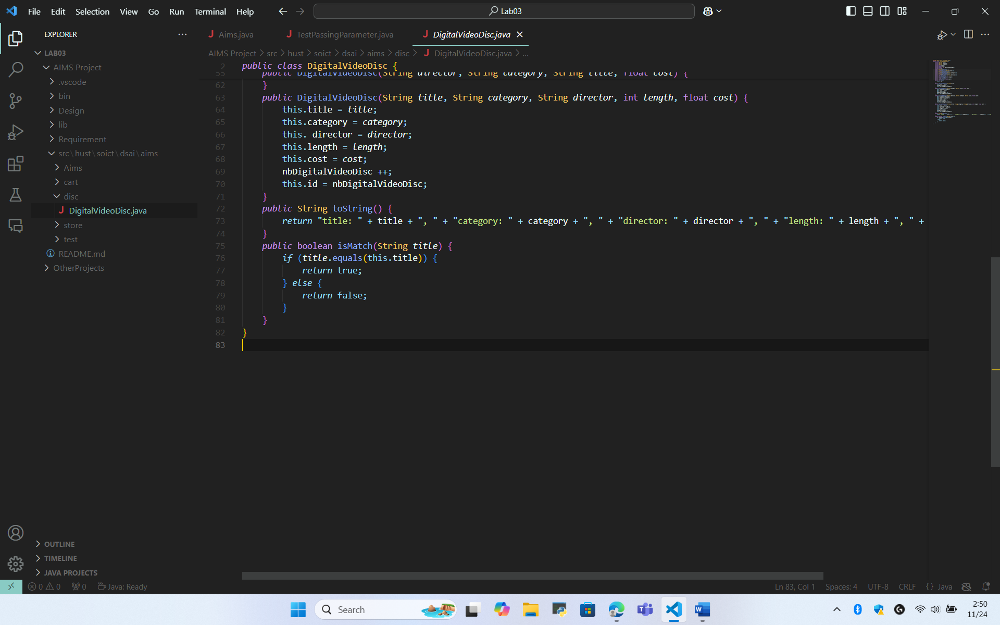 File Edit Selection View Go Run Terminal Help
Lab03
EXPLORER
LAB03
AIMS Project
.vscode
bin
Design
lib
Requirement
src\hust\soict\dsai\aims
Aims
cart
disc
DigitalVideoDisc.java
store
test
README.md
OtherProjects
OUTLINE
TIMELINE
JAVA PROJECTS
Aims.java TestPassingParameter.java DigitalVideoDisc.java
AIMS Project > src > hust > soict > dsai > aims > disc > DigitalVideoDisc.java > ...
2 public class DigitalVideoDisc {
55 public DigitalVideoDisc(String director, String category, String title, float cost) {
62 }
63 public DigitalVideoDisc(String title, String category, String director, int length, float cost) {
64 this.title = title;
65 this.category = category;
66 this. director = director;
67 this.length = length;
68 this.cost = cost;
69 nbDigitalVideoDisc ++;
70 this.id = nbDigitalVideoDisc;
71 }
72 public String toString() {
73 return "title: " + title + ", " + "category: " + category + ", " + "director: " + director + ", " + "length: " + length + ", " +
74 }
75 public boolean isMatch(String title) {
76 if (title.equals(this.title)) {
77 return true;
78 } else {
79 return false;
80 }
81 }
82 }
83
0 0 0 Java: Ready
Ln 83, Col 1 Spaces: 4 UTF-8 CRLF {} Java
Search
2:50
11/24